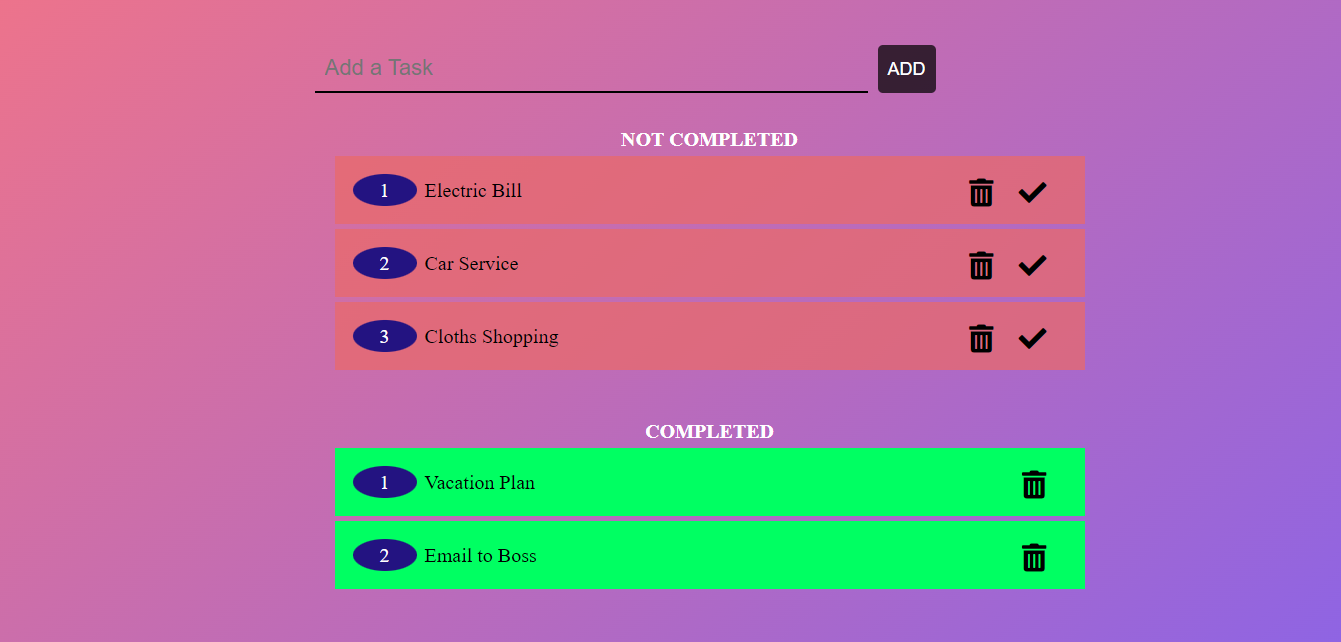 Add a Task
ADD
NOT COMPLETED
1 Electric Bill
2 Car Service
3 Cloths Shopping
COMPLETED
1 Vacation Plan
2 Email to Boss